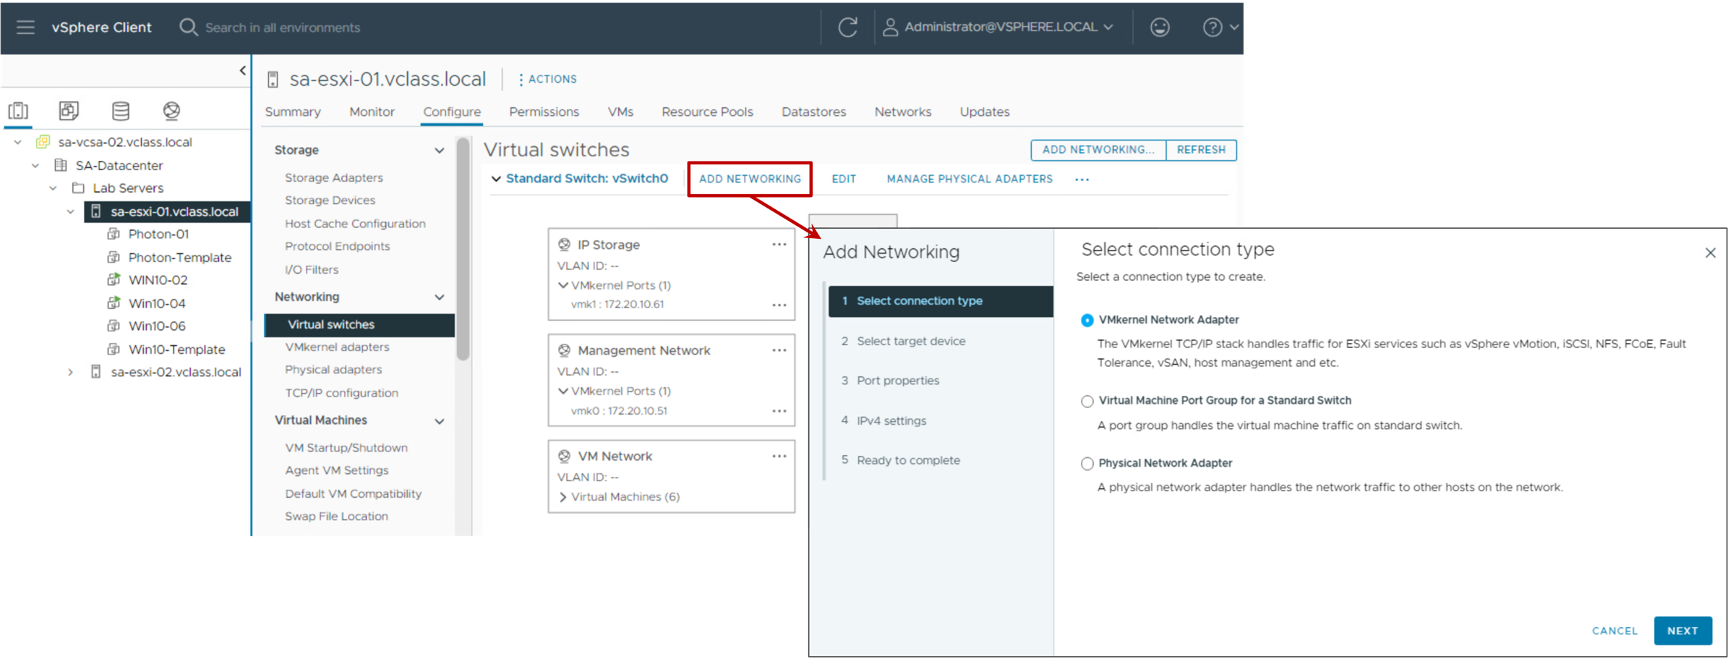 vSphere Client
Search in all environments
Administrator@VSPHERE.LOCAL
sa-vcsa-02.vclass.local
SA-Datacenter
Lab Servers
sa-esxi-01.vclass.local
Photon-01
Photon-Template
WIN10-02
Win10-04
Win10-06
Win10-Template
sa-esxi-02.vclass.local
sa-esxi-01.vclass.local
ACTIONS
Summary Monitor Configure Permissions VMs Resource Pools Datastores Networks Updates
Storage
Storage Adapters
Storage Devices
Host Cache Configuration
Protocol Endpoints
I/O Filters
Networking
Virtual switches
VMkernel adapters
Physical adapters
TCP/IP configuration
Virtual Machines
VM Startup/Shutdown
Agent VM Settings
Default VM Compatibility
Swap File Location
Virtual switches
ADD NETWORKING... REFRESH
Standard Switch: vSwitch0 ADD NETWORKING EDIT MANAGE PHYSICAL ADAPTERS ...
IP Storage ...
VLAN ID: --
VMkernel Ports (1)
vmk1 : 172.20.10.61 ...
Management Network ...
VLAN ID: --
VMkernel Ports (1)
vmk0 : 172.20.10.51 ...
VM Network ...
VLAN ID: --
Virtual Machines (6)
Add Networking
1 Select connection type
2 Select target device
3 Port properties
4 IPv4 settings
5 Ready to complete
Select connection type
Select a connection type to create.
VMkernel Network Adapter
The VMkernel TCP/IP stack handles traffic for ESXi services such as vSphere vMotion, iSCSI, NFS, FCoE, Fault
Tolerance, vSAN, host management and etc.
Virtual Machine Port Group for a Standard Switch
A port group handles the virtual machine traffic on standard switch.
Physical Network Adapter
A physical network adapter handles the network traffic to other hosts on the network.
CANCEL NEXT